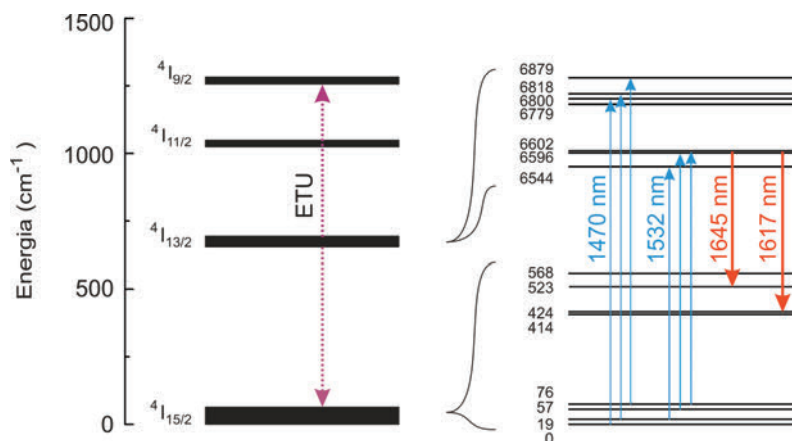 Energia (cm⁻¹)
1500
1000
500
0
⁴I₉/₂
⁴I₁₁/₂
⁴I₁₃/₂
⁴I₁₅/₂
ETU
6879
6818
6800
6779
6602
6596
6544
568
523
424
414
76
57
19
0
1470 nm
1532 nm
1645 nm
1617 nm